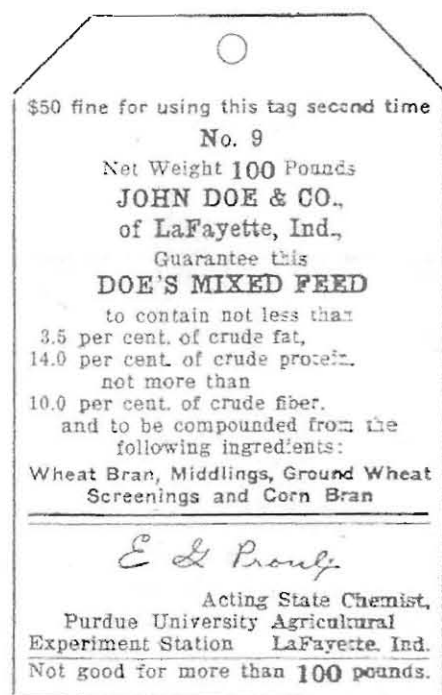 $50 fine for using this tag second time
No. 9
Net Weight 100 Pounds
JOHN DOE & CO.,
of LaFayette, Ind.,
Guarantee this
DOE'S MIXED FEED
to contain not less than
3.5 per cent. of crude fat,
14.0 per cent. of crude protein,
not more than
10.0 per cent. of crude fiber,
and to be compounded from the
following ingredients:
Wheat Bran, Middlings, Ground Wheat
Screenings and Corn Bran
E G Proulx
Acting State Chemist,
Purdue University Agricultural
Experiment Station LaFayette, Ind.
Not good for more than 100 pounds.